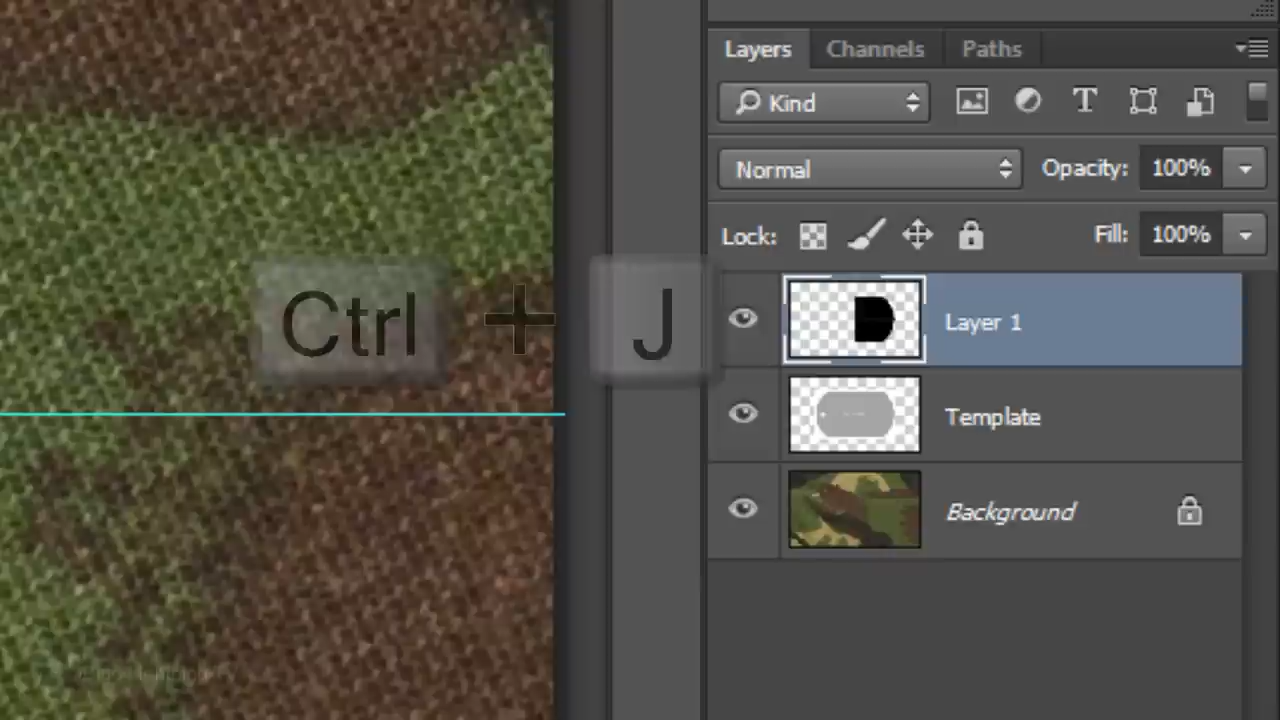 Layers Channels Paths
Kind
Normal Opacity: 100%
Lock: Fill: 100%
Ctrl + J
Layer 1
Template
Background